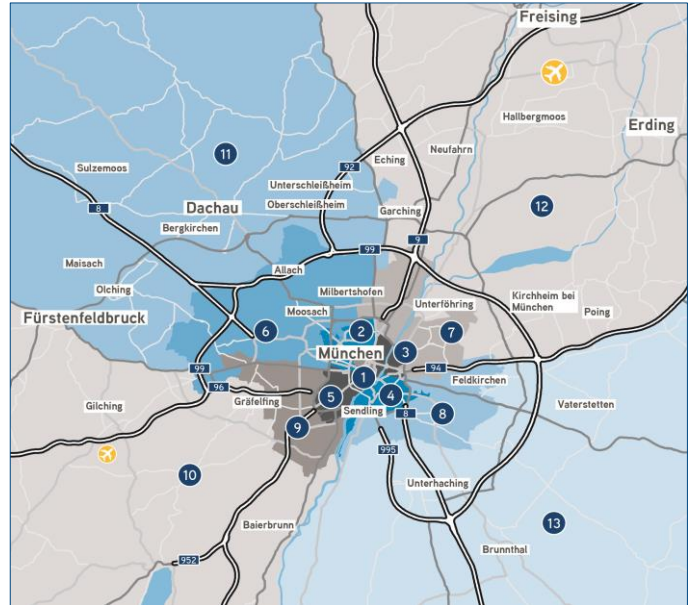 Freising
Hallbergmoos
Erding
Neufahrn
Eching
11
92
Sulzemoos
Unterschleißheim
8
Dachau
Oberschleißheim
12
Garching
Bergkirchen
9
99
Maisach
Allach
Olching
Milbertshofen
Unterföhring
Kirchheim bei
München
Poing
Fürstenfeldbruck
Moosach
6
2
7
München
3
99
94
Feldkirchen
1
96
Gräfelfing
5
4
Gilching
Sendling
8
8
Vaterstetten
9
995
10
Unterhaching
13
Baierbrunn
Brunnthal
952